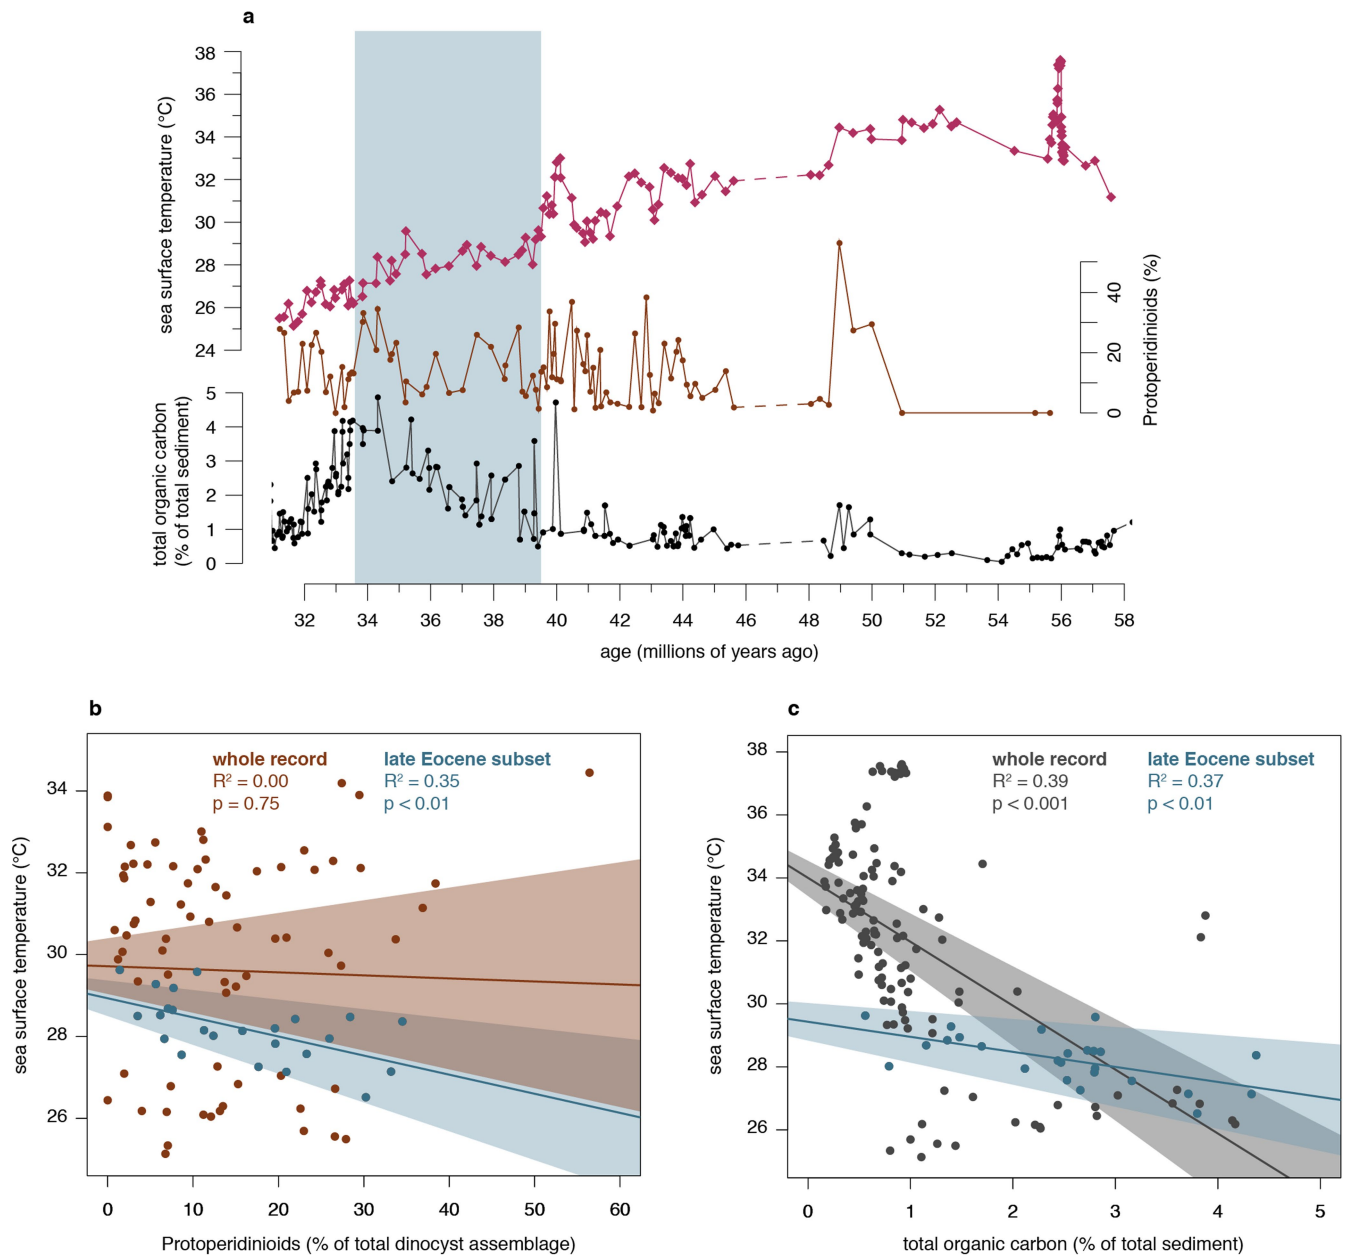 a
38
36
34
32
30
28
26
24
sea surface temperature (°C)
Protoperidinioids (%)
40
20
0
5
4
3
2
1
0
total organic carbon
(% of total sediment)
32 34 36 38 40 42 44 46 48 50 52 54 56 58
age (millions of years ago)
b
whole record
R² = 0.00
p = 0.75
late Eocene subset
R² = 0.35
p < 0.01
34
32
30
28
26
sea surface temperature (°C)
0 10 20 30 40 50 60
Protoperidinioids (% of total dinocyst assemblage)
c
whole record
R² = 0.39
p < 0.001
late Eocene subset
R² = 0.37
p < 0.01
38
36
34
32
30
28
26
sea surface temperature (°C)
0 1 2 3 4 5
total organic carbon (% of total sediment)